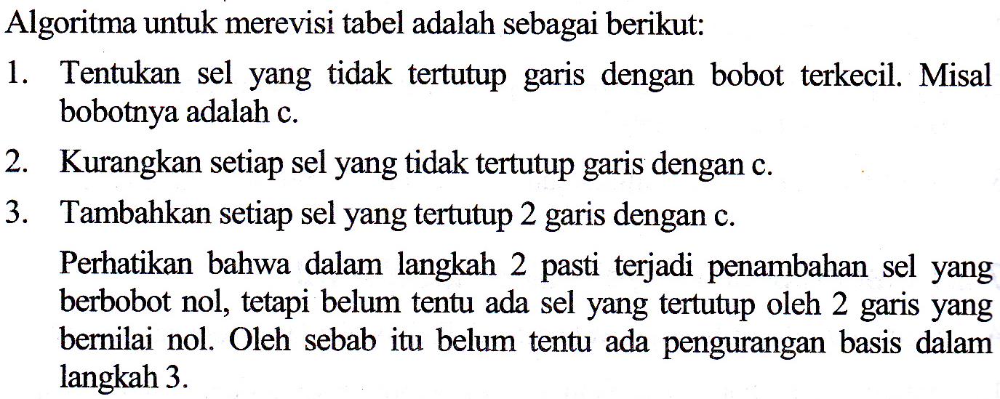 Algoritma untuk merevisi tabel adalah sebagai berikut:
1. Tentukan sel yang tidak tertutup garis dengan bobot terkecil. Misal
bobotnya adalah c.
2. Kurangkan setiap sel yang tidak tertutup garis dengan c.
3. Tambahkan setiap sel yang tertutup 2 garis dengan c.
Perhatikan bahwa dalam langkah 2 pasti terjadi penambahan sel yang
berbobot nol, tetapi belum tentu ada sel yang tertutup oleh 2 garis yang
bernilai nol. Oleh sebab itu belum tentu ada pengurangan basis dalam
langkah 3.